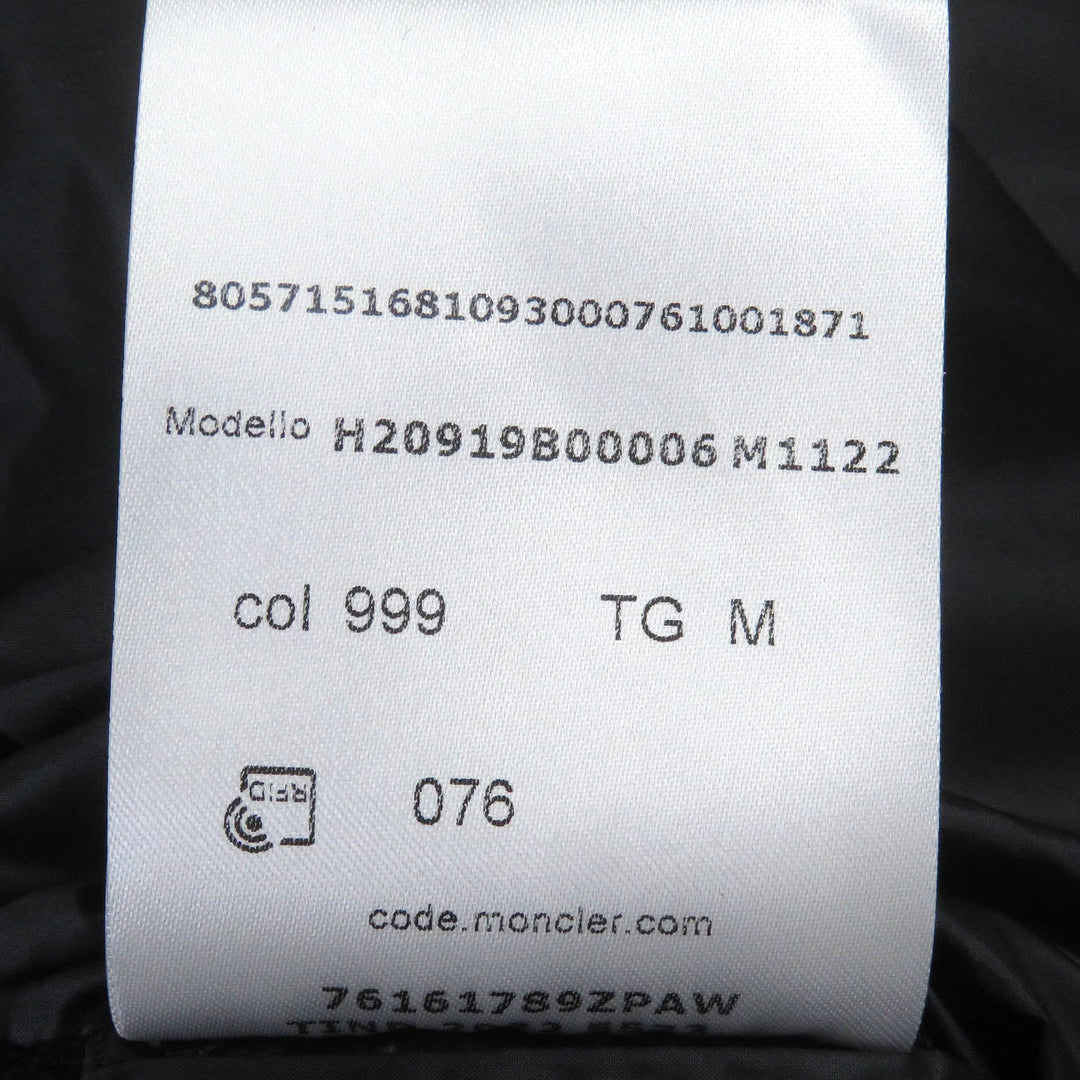 8057151681093000761001871
Modello H20919B00006 M1122
col 999 TG M
RFID 076
code.moncler.com
76161789ZPAW